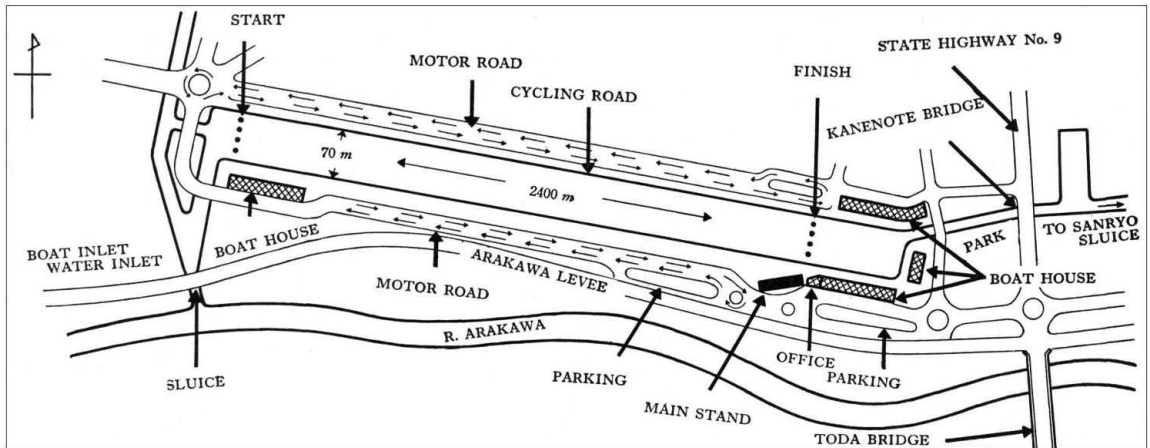 START
STATE HIGHWAY No. 9
MOTOR ROAD
FINISH
CYCLING ROAD
KANENOTE BRIDGE
70 m
2400 m
BOAT HOUSE
PARK
TO SANRYO
SLUICE
BOAT INLET
WATER INLET
ARAKAWA LEVEE
BOAT HOUSE
MOTOR ROAD
R. ARAKAWA
OFFICE
SLUICE
PARKING
PARKING
MAIN STAND
TODA BRIDGE